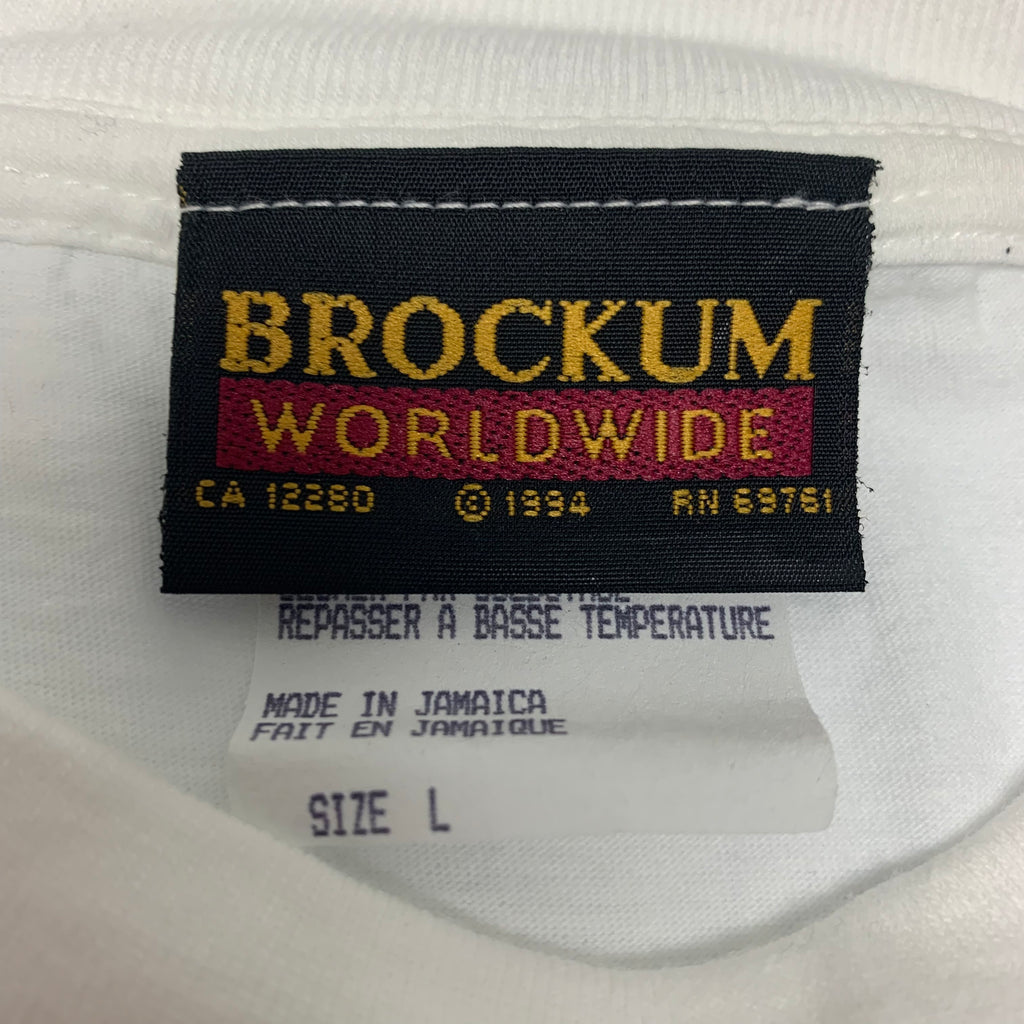 BROCKUM
WORLDWIDE
CA 12280 © 1994 RN 69761
REPASSER A BASSE TEMPERATURE
MADE IN JAMAICA
FAIT EN JAMAIQUE
SIZE L